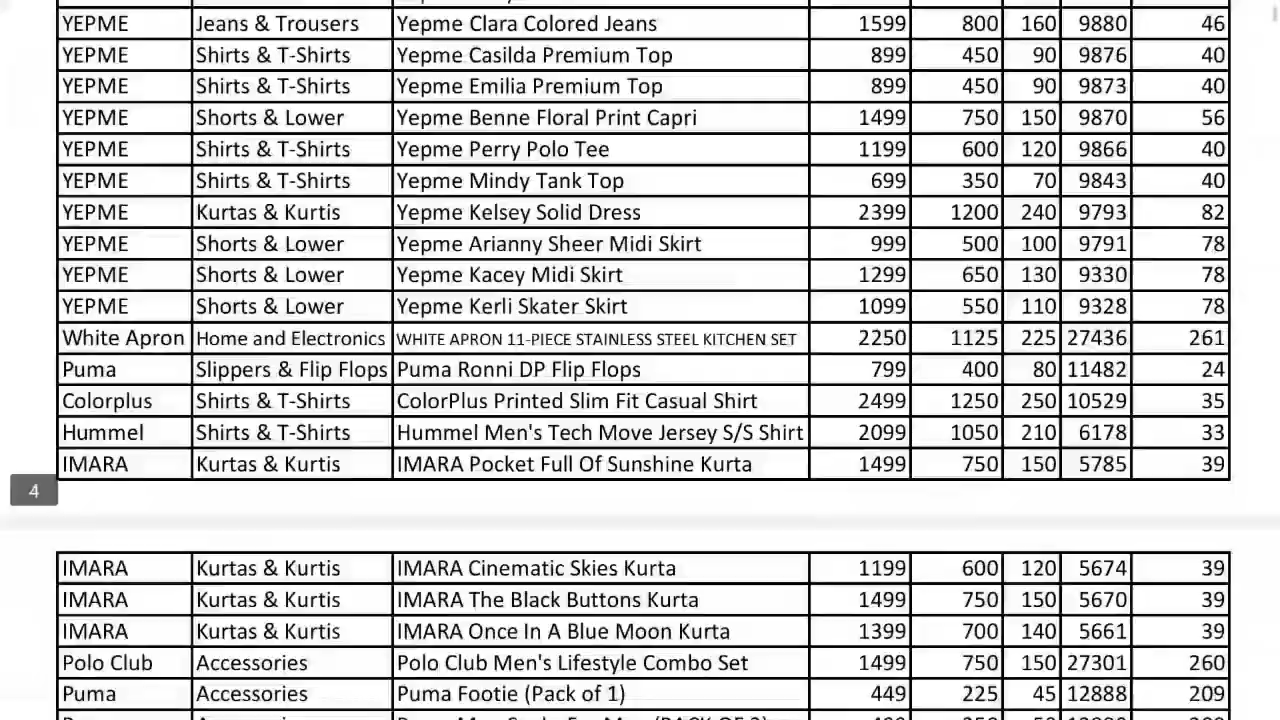 YEPME Jeans & Trousers Yepme Clara Colored Jeans 1599 800 160 9880 46
YEPME Shirts & T-Shirts Yepme Casilda Premium Top 899 450 90 9876 40
YEPME Shirts & T-Shirts Yepme Emilia Premium Top 899 450 90 9873 40
YEPME Shorts & Lower Yepme Benne Floral Print Capri 1499 750 150 9870 56
YEPME Shirts & T-Shirts Yepme Perry Polo Tee 1199 600 120 9866 40
YEPME Shirts & T-Shirts Yepme Mindy Tank Top 699 350 70 9843 40
YEPME Kurtas & Kurtis Yepme Kelsey Solid Dress 2399 1200 240 9793 82
YEPME Shorts & Lower Yepme Arianny Sheer Midi Skirt 999 500 100 9791 78
YEPME Shorts & Lower Yepme Kacey Midi Skirt 1299 650 130 9330 78
YEPME Shorts & Lower Yepme Kerli Skater Skirt 1099 550 110 9328 78
White Apron Home and Electronics WHITE APRON 11-PIECE STAINLESS STEEL KITCHEN SET 2250 1125 225 27436 261
Puma Slippers & Flip Flops Puma Ronni DP Flip Flops 799 400 80 11482 24
Colorplus Shirts & T-Shirts ColorPlus Printed Slim Fit Casual Shirt 2499 1250 250 10529 35
Hummel Shirts & T-Shirts Hummel Men's Tech Move Jersey S/S Shirt 2099 1050 210 6178 33
IMARA Kurtas & Kurtis IMARA Pocket Full Of Sunshine Kurta 1499 750 150 5785 39
4
IMARA Kurtas & Kurtis IMARA Cinematic Skies Kurta 1199 600 120 5674 39
IMARA Kurtas & Kurtis IMARA The Black Buttons Kurta 1499 750 150 5670 39
IMARA Kurtas & Kurtis IMARA Once In A Blue Moon Kurta 1399 700 140 5661 39
Polo Club Accessories Polo Club Men's Lifestyle Combo Set 1499 750 150 27301 260
Puma Accessories Puma Footie (Pack of 1) 449 225 45 12888 209